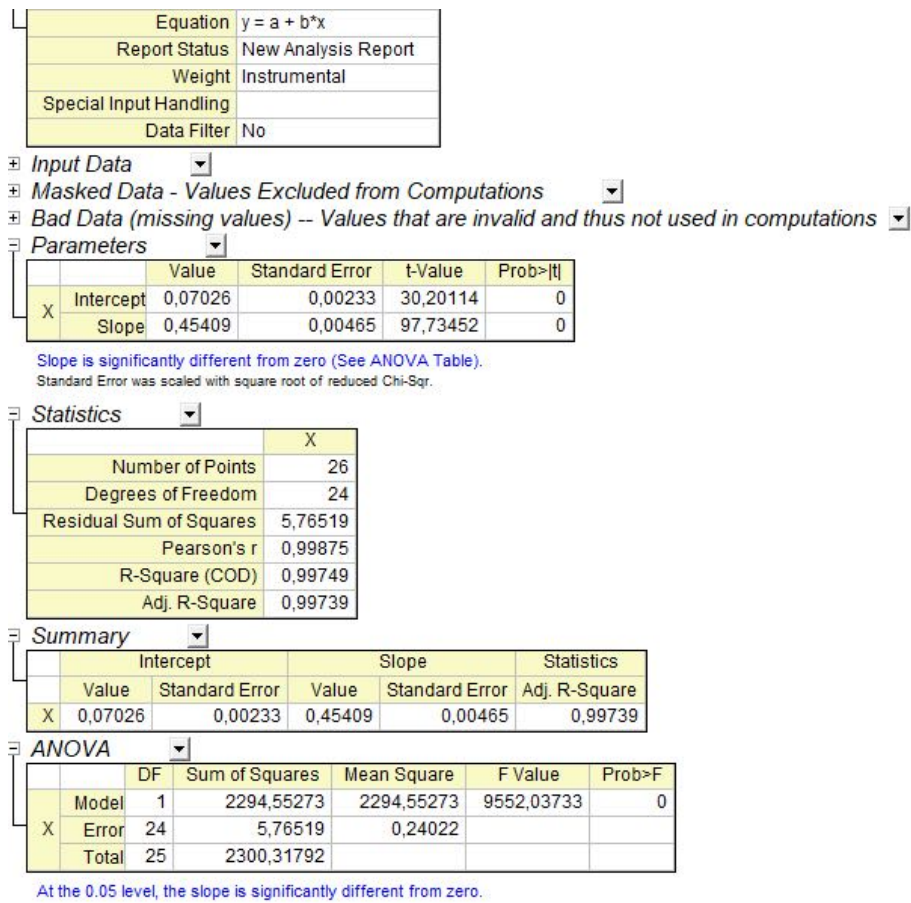 Equation y = a + b*x
Report Status New Analysis Report
Weight Instrumental
Special Input Handling
Data Filter No
Input Data
Masked Data - Values Excluded from Computations
Bad Data (missing values) -- Values that are invalid and thus not used in computations
Parameters
Value Standard Error t-Value Prob>|t|
X Intercept 0,07026 0,00233 30,20114 0
Slope 0,45409 0,00465 97,73452 0
Slope is significantly different from zero (See ANOVA Table).
Standard Error was scaled with square root of reduced Chi-Sqr.
Statistics
X
Number of Points 26
Degrees of Freedom 24
Residual Sum of Squares 5,76519
Pearson's r 0,99875
R-Square (COD) 0,99749
Adj. R-Square 0,99739
Summary
Intercept Slope Statistics
Value Standard Error Value Standard Error Adj. R-Square
X 0,07026 0,00233 0,45409 0,00465 0,99739
ANOVA
DF Sum of Squares Mean Square F Value Prob>F
X Model 1 2294,55273 2294,55273 9552,03733 0
Error 24 5,76519 0,24022
Total 25 2300,31792
At the 0.05 level, the slope is significantly different from zero.